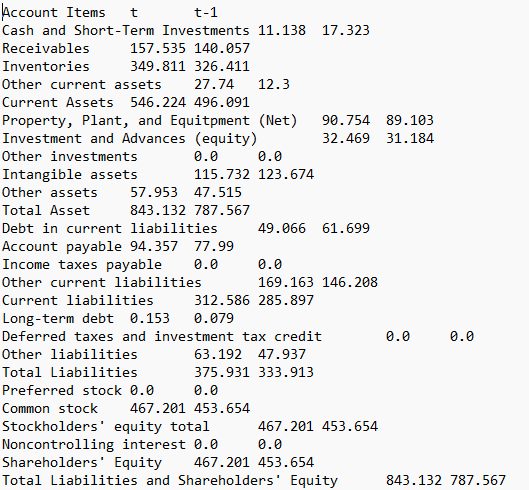 Account Items t t-1
Cash and Short-Term Investments 11.138 17.323
Receivables 157.535 140.057
Inventories 349.811 326.411
Other current assets 27.74 12.3
Current Assets 546.224 496.091
Property, Plant, and Equitpment (Net) 90.754 89.103
Investment and Advances (equity) 32.469 31.184
Other investments 0.0 0.0
Intangible assets 115.732 123.674
Other assets 57.953 47.515
Total Asset 843.132 787.567
Debt in current liabilities 49.066 61.699
Account payable 94.357 77.99
Income taxes payable 0.0 0.0
Other current liabilities 169.163 146.208
Current liabilities 312.586 285.897
Long-term debt 0.153 0.079
Deferred taxes and investment tax credit 0.0 0.0
Other liabilities 63.192 47.937
Total Liabilities 375.931 333.913
Preferred stock 0.0 0.0
Common stock 467.201 453.654
Stockholders' equity total 467.201 453.654
Noncontrolling interest 0.0 0.0
Shareholders' Equity 467.201 453.654
Total Liabilities and Shareholders' Equity 843.132 787.567